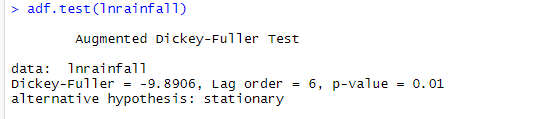 > adf.test(lnrainfall)
Augmented Dickey-Fuller Test
data: lnrainfall
Dickey-Fuller = -9.8906, Lag order = 6, p-value = 0.01
alternative hypothesis: stationary